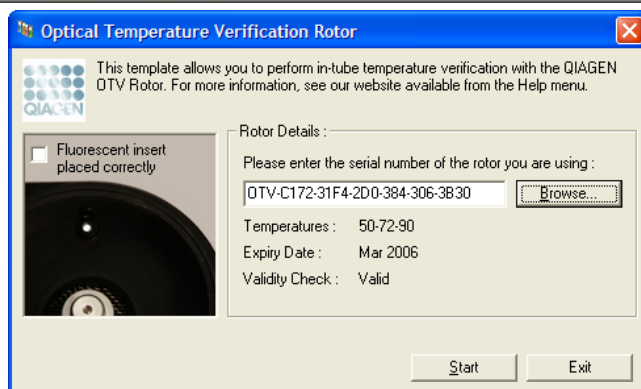 Optical Temperature Verification Rotor
This template allows you to perform in-tube temperature verification with the QIAGEN
OTV Rotor. For more information, see our website available from the Help menu.
QIAGEN
Fluorescent insert
placed correctly
Rotor Details :
Please enter the serial number of the rotor you are using :
OTV-C172-31F4-2D0-384-306-3B30
Browse...
Temperatures : 50-72-90
Expiry Date : Mar 2006
Validity Check : Valid
Start
Exit